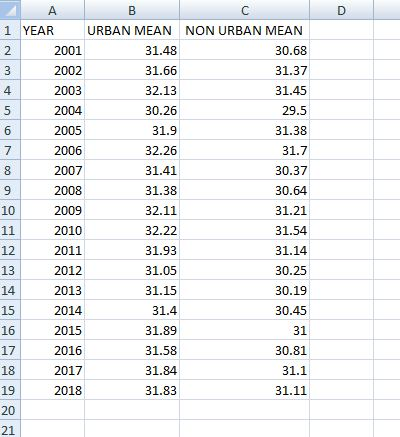 A B C D
1 YEAR URBAN MEAN NON URBAN MEAN
2 2001 31.48 30.68
3 2002 31.66 31.37
4 2003 32.13 31.45
5 2004 30.26 29.5
6 2005 31.9 31.38
7 2006 32.26 31.7
8 2007 31.41 30.37
9 2008 31.38 30.64
10 2009 32.11 31.21
11 2010 32.22 31.54
12 2011 31.93 31.14
13 2012 31.05 30.25
14 2013 31.15 30.19
15 2014 31.4 30.45
16 2015 31.89 31
17 2016 31.58 30.81
18 2017 31.84 31.1
19 2018 31.83 31.11
20
21